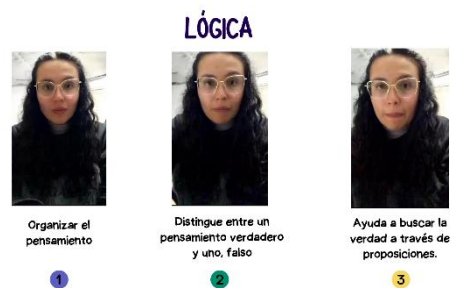 LÓGICA
Organizar el
pensamiento
1
Distingue entre un
pensamiento verdadero
y uno, falso
2
Ayuda a buscar la
verdad a través de
proposiciones.
3